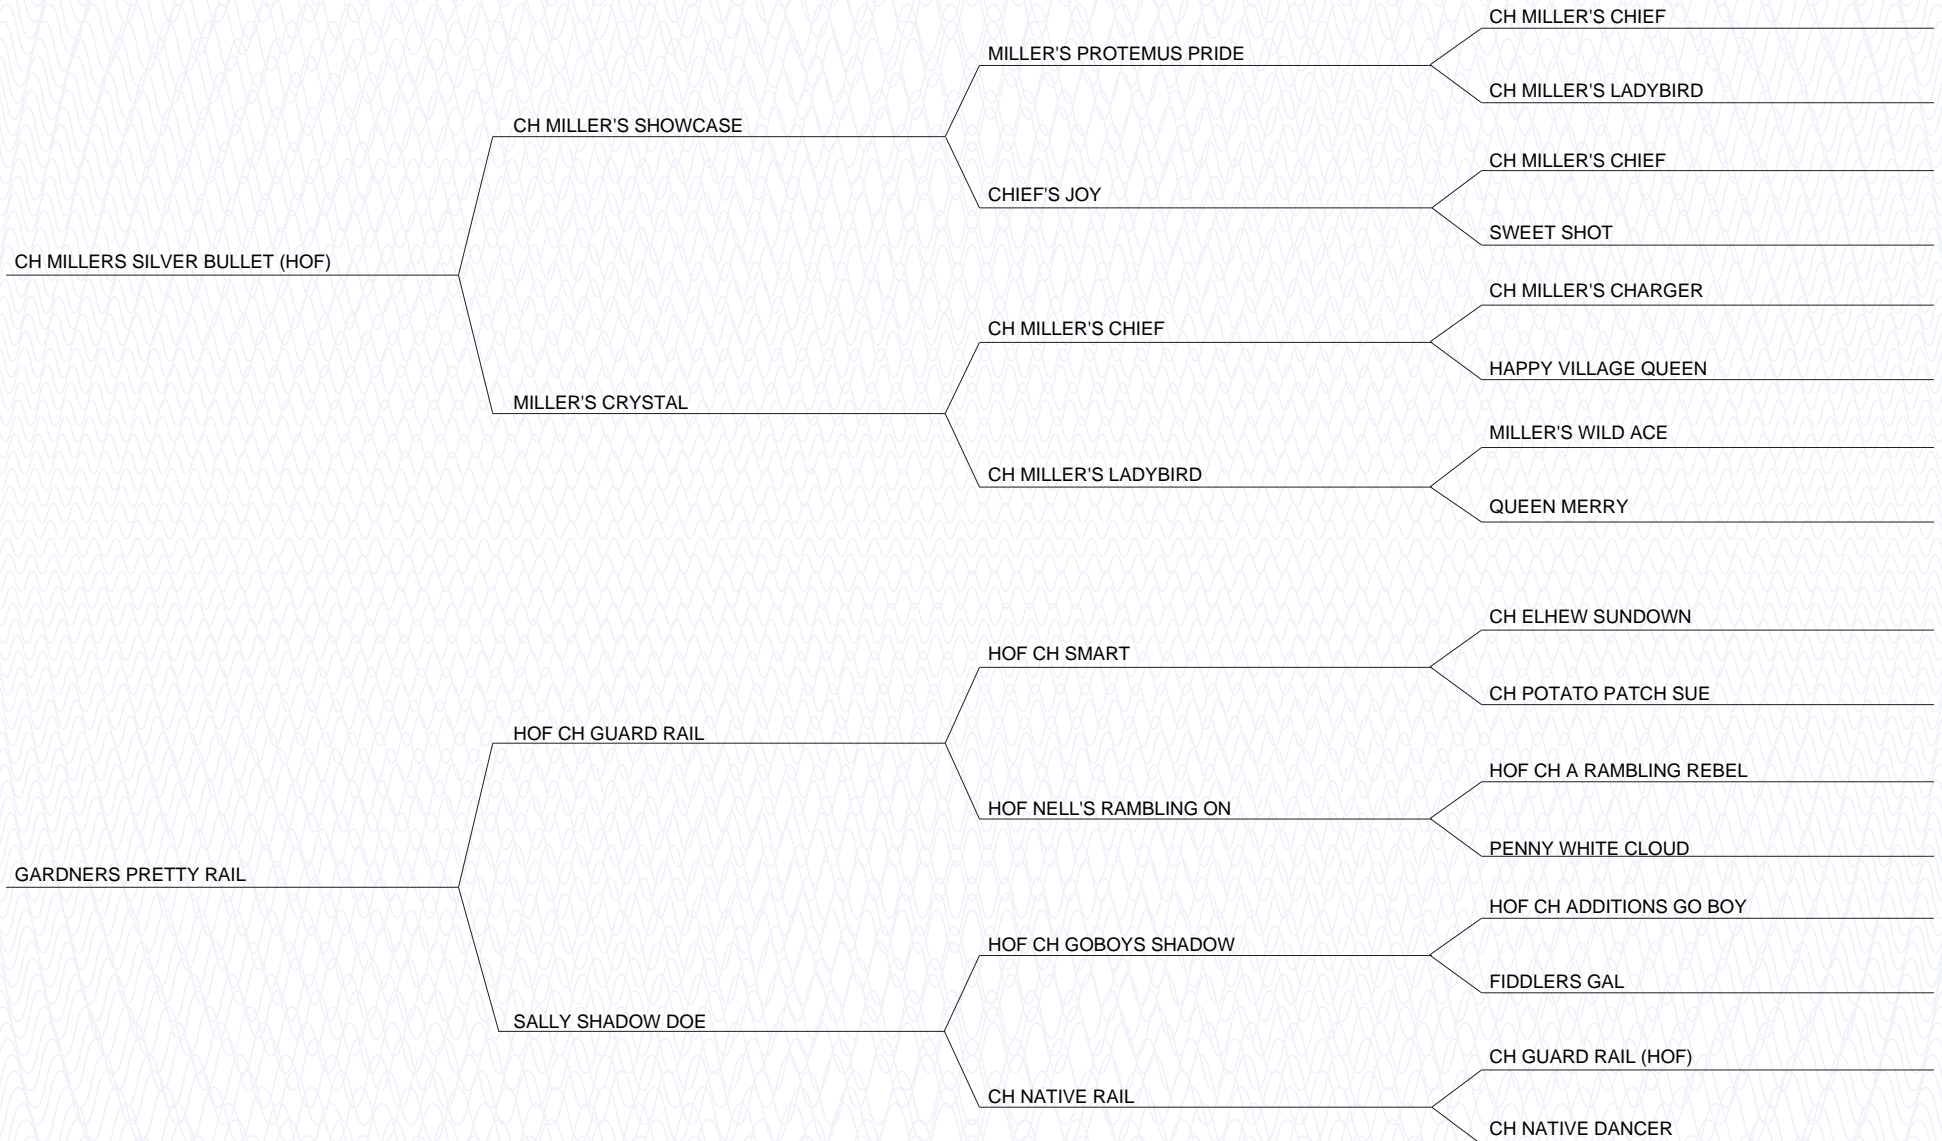 CH MILLER'S CHIEF
MILLER'S PROTEMUS PRIDE
CH MILLER'S LADYBIRD
CH MILLER'S SHOWCASE
CH MILLER'S CHIEF
CHIEF'S JOY
SWEET SHOT
CH MILLERS SILVER BULLET (HOF)
CH MILLER'S CHARGER
CH MILLER'S CHIEF
HAPPY VILLAGE QUEEN
MILLER'S CRYSTAL
MILLER'S WILD ACE
CH MILLER'S LADYBIRD
QUEEN MERRY
CH ELHEW SUNDOWN
HOF CH SMART
CH POTATO PATCH SUE
HOF CH GUARD RAIL
HOF CH A RAMBLING REBEL
HOF NELL'S RAMBLING ON
PENNY WHITE CLOUD
GARDNERS PRETTY RAIL
HOF CH ADDITIONS GO BOY
HOF CH GOBOYS SHADOW
FIDDLERS GAL
SALLY SHADOW DOE
CH GUARD RAIL (HOF)
CH NATIVE RAIL
CH NATIVE DANCER